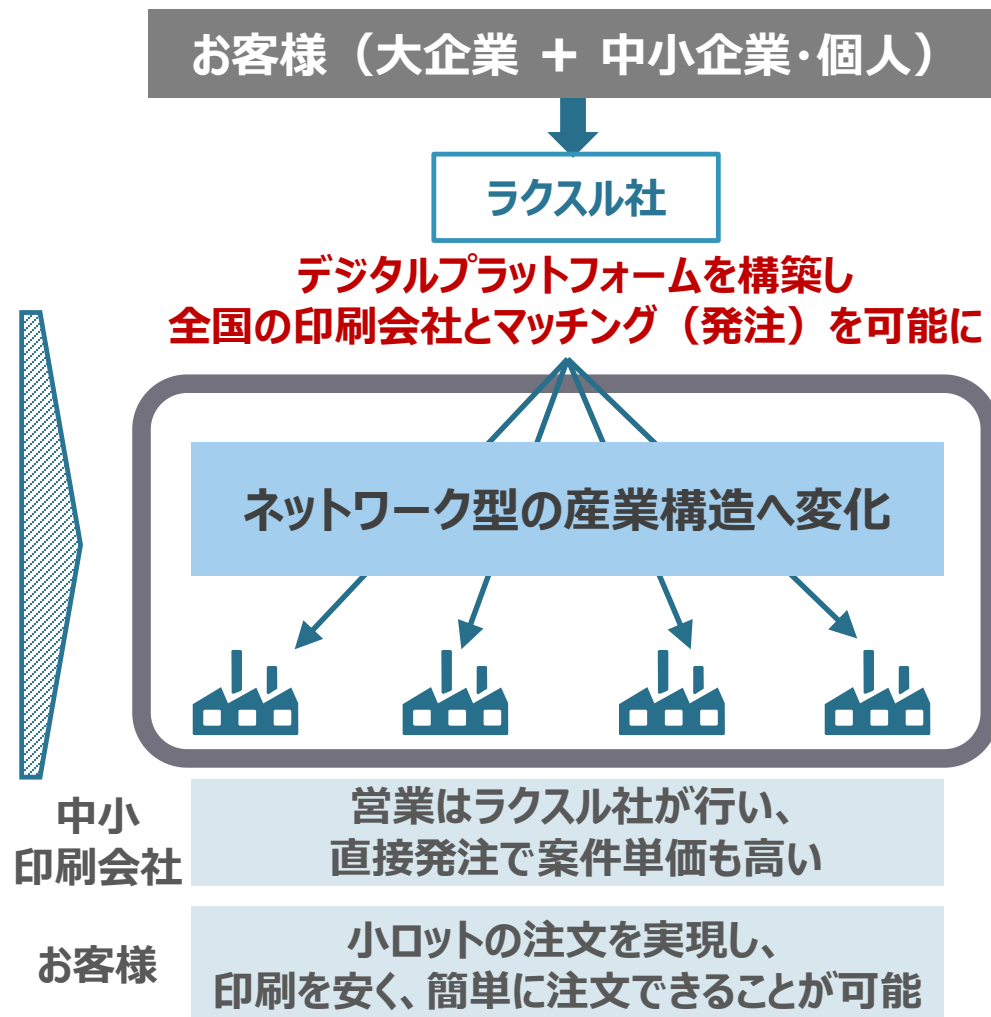 お客様（大企業 + 中小企業・個人）
ラクスル社
デジタルプラットフォームを構築し
全国の印刷会社とマッチング（発注）を可能に
ネットワーク型の産業構造へ変化
中小
印刷会社
営業はラクスル社が行い、
直接発注で案件単価も高い
お客様
小ロットの注文を実現し、
印刷を安く、簡単に注文できることが可能